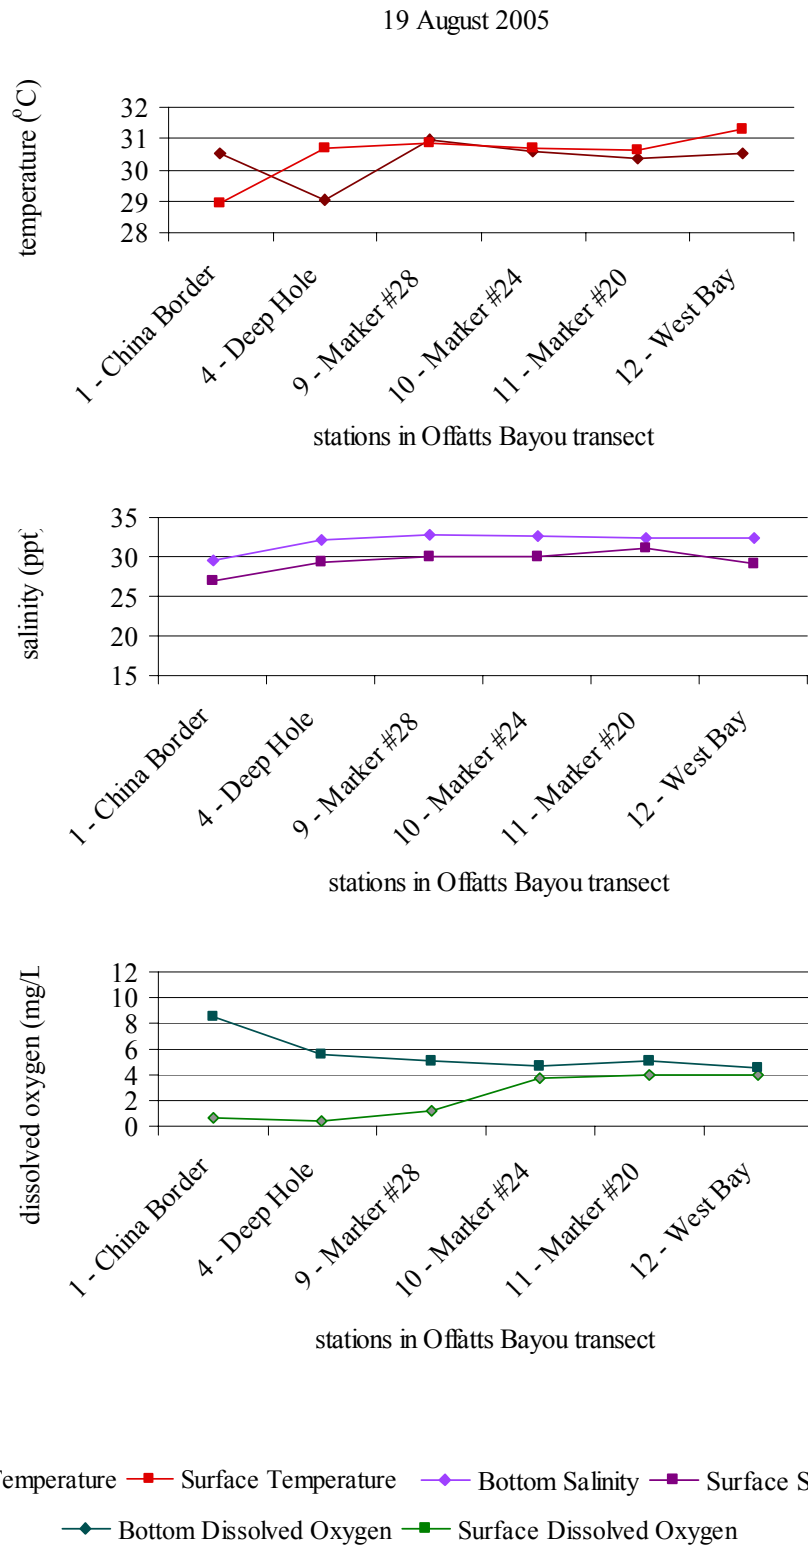 19 August 2005
temperature (°C)
32
31
30
29
28
1 - China Border
4 - Deep Hole
9 - Marker #28
10 - Marker #24
11 - Marker #20
12 - West Bay
stations in Offatts Bayou transect
salinity (ppt)
35
30
25
20
15
1 - China Border
4 - Deep Hole
9 - Marker #28
10 - Marker #24
11 - Marker #20
12 - West Bay
stations in Offatts Bayou transect
dissolved oxygen (mg/L
12
10
8
6
4
2
0
1 - China Border
4 - Deep Hole
9 - Marker #28
10 - Marker #24
11 - Marker #20
12 - West Bay
stations in Offatts Bayou transect
Temperature Surface Temperature Bottom Salinity Surface S
Bottom Dissolved Oxygen Surface Dissolved Oxygen